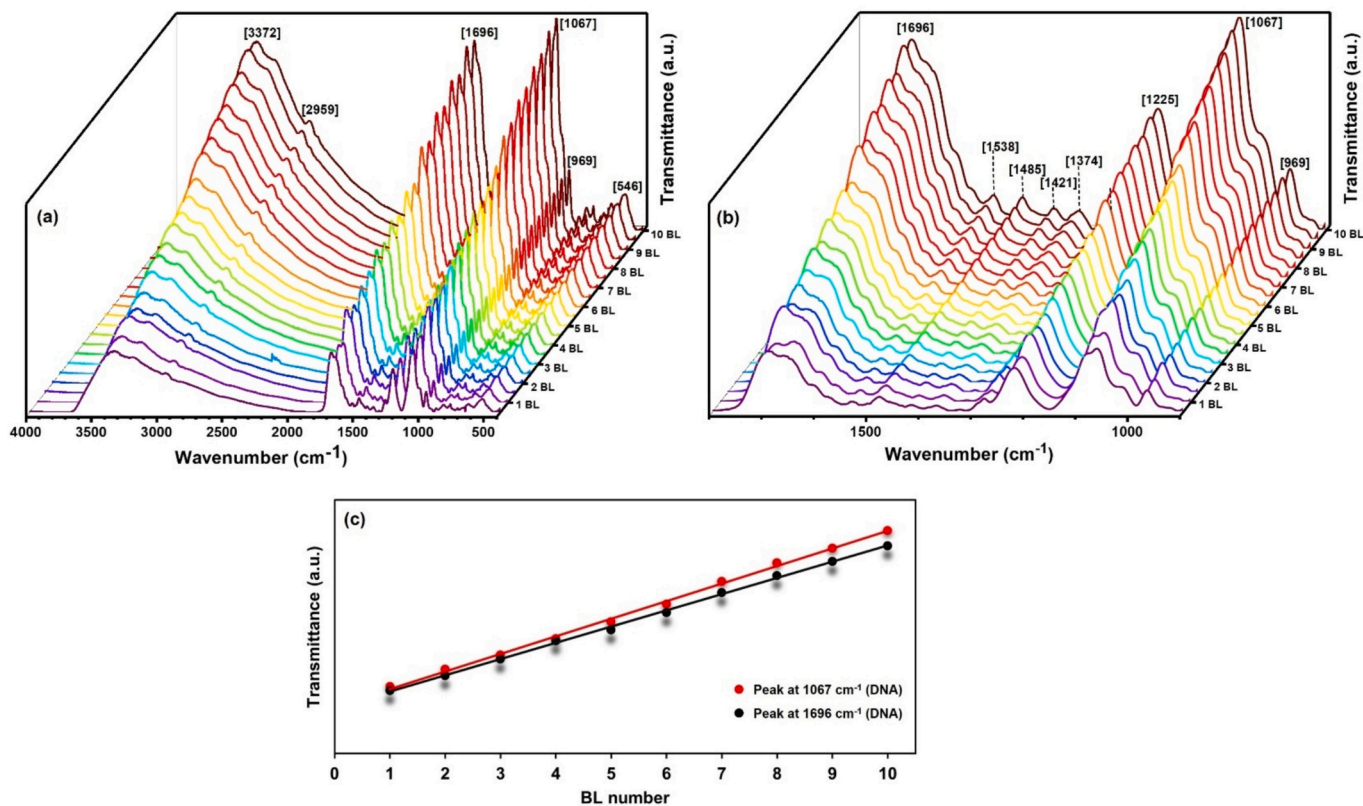 [3372]
[2959]
[1696]
[1067]
[969]
[546]
Transmittance (a.u.)
(a)
10 BL
9 BL
8 BL
7 BL
6 BL
5 BL
4 BL
3 BL
2 BL
1 BL
4000 3500 3000 2500 2000 1500 1000 500
Wavenumber (cm⁻¹)
[1696]
[1538]
[1485]
[1421]
[1374]
[1225]
[1067]
[969]
Transmittance (a.u.)
(b)
10 BL
9 BL
8 BL
7 BL
6 BL
5 BL
4 BL
3 BL
2 BL
1 BL
1500 1000
Wavenumber (cm⁻¹)
(c)
Transmittance (a.u.)
Peak at 1067 cm⁻¹ (DNA)
Peak at 1696 cm⁻¹ (DNA)
0 1 2 3 4 5 6 7 8 9 10
BL number